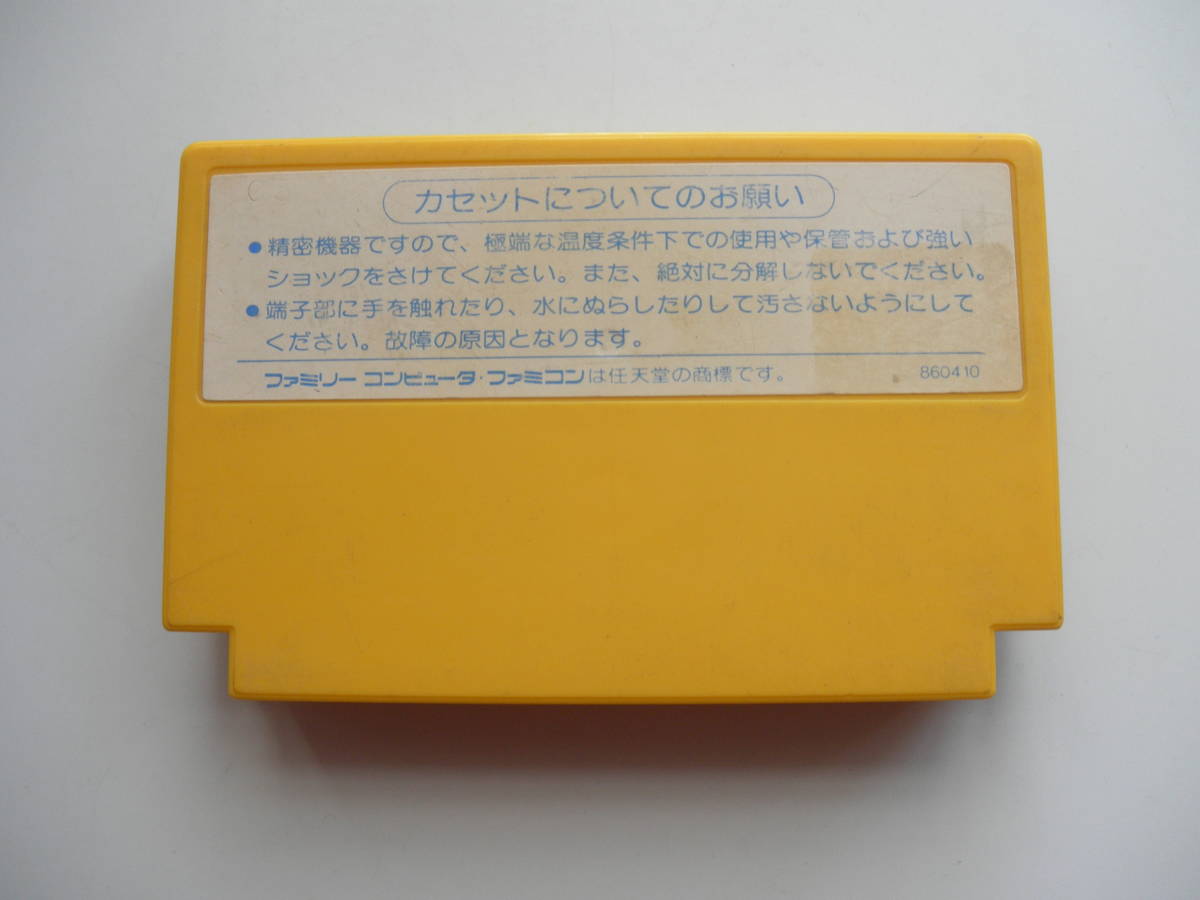 カセットについてのお願い
●精密機器ですので、極端な温度条件下での使用や保管および強い
ショックをさけてください。また、絶対に分解しないでください。
●端子部に手を触れたり、水にぬらしたりして汚さないようにして
ください。故障の原因となります。
ファミリー コンピュータ・ファミコンは任天堂の商標です。 860410